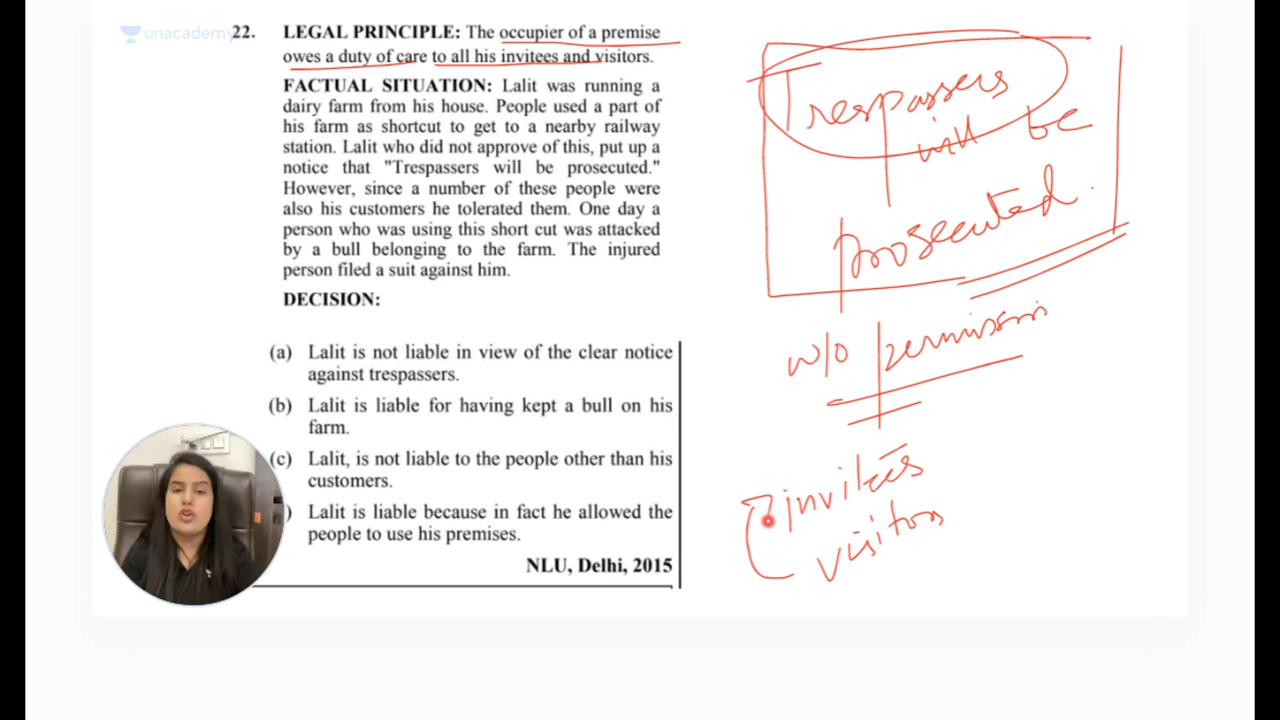 unacademy
22. LEGAL PRINCIPLE: The occupier of a premise
owes a duty of care to all his invitees and visitors.
FACTUAL SITUATION: Lalit was running a
dairy farm from his house. People used a part of
his farm as shortcut to get to a nearby railway
station. Lalit who did not approve of this, put up a
notice that "Trespassers will be prosecuted."
However, since a number of these people were
also his customers he tolerated them. One day a
person who was using this short cut was attacked
by a bull belonging to the farm. The injured
person filed a suit against him.
DECISION:
(a) Lalit is not liable in view of the clear notice
against trespassers.
(b) Lalit is liable for having kept a bull on his
farm.
(c) Lalit, is not liable to the people other than his
customers.
) Lalit is liable because in fact he allowed the
people to use his premises.
NLU, Delhi, 2015
Trespassers
will be
prosecuted.
w/o permission
invitees
visitors